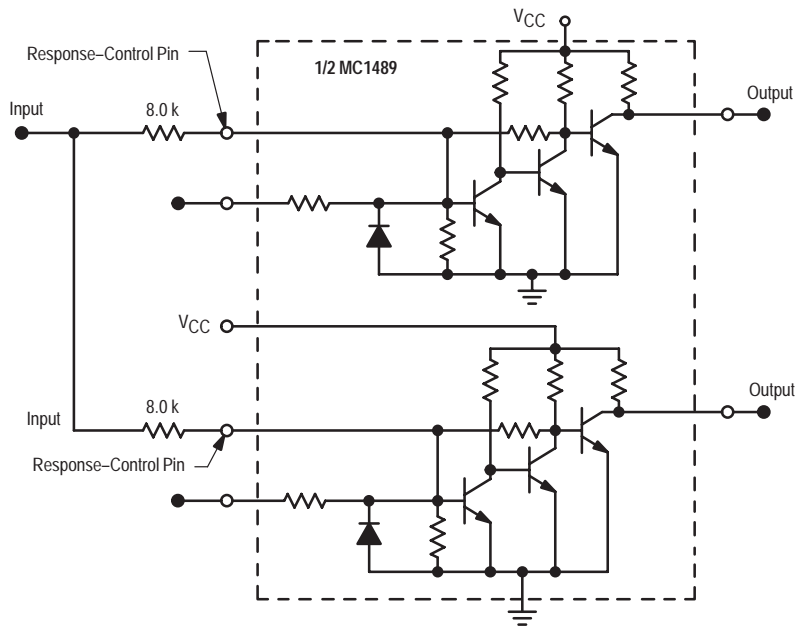 VCC
Response–Control Pin
1/2 MC1489
Input
8.0 k
Output
VCC
8.0 k
Input
Output
Response–Control Pin